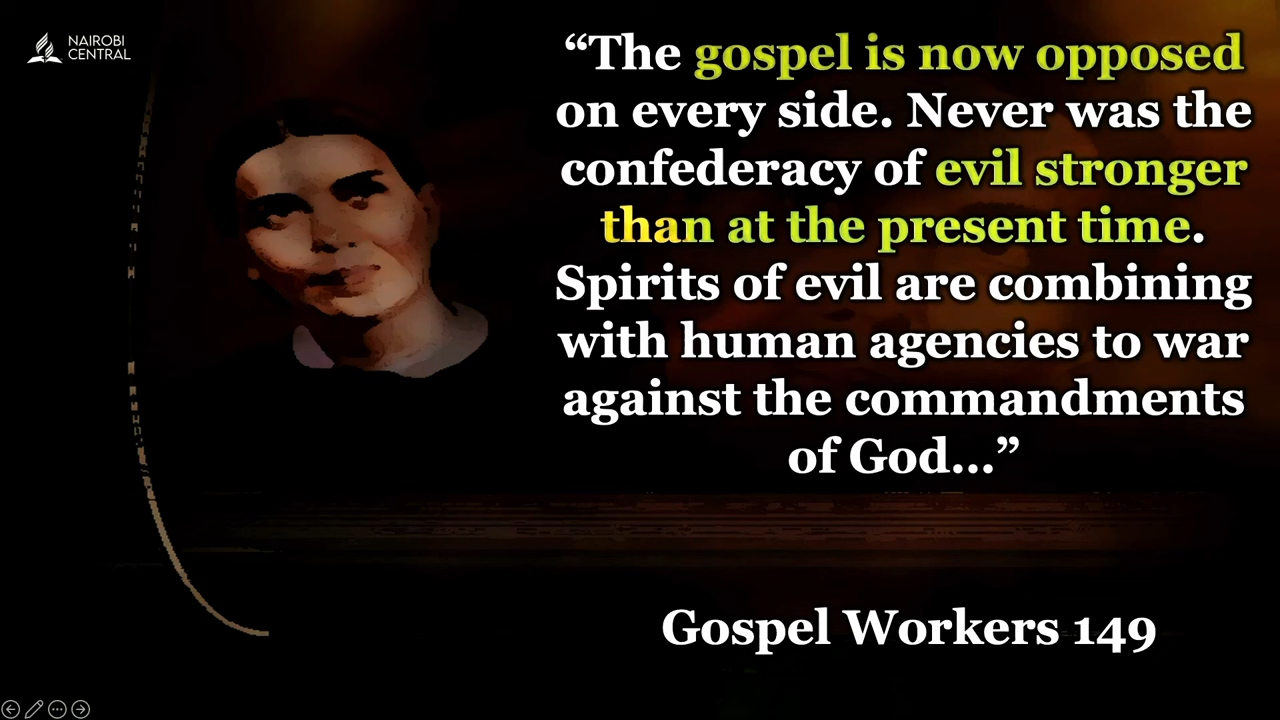 NAIROBI
CENTRAL
“The gospel is now opposed
on every side. Never was the
confederacy of evil stronger
than at the present time.
Spirits of evil are combining
with human agencies to war
against the commandments
of God...”
Gospel Workers 149